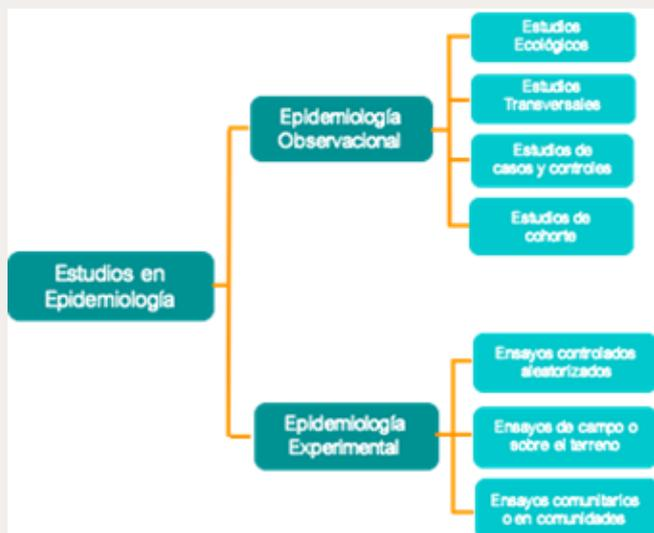 Estudios en
Epidemiología
Epidemiología
Observacional
Estudios
Ecológicos
Estudios
Transversales
Estudios de
casos y controles
Estudios de
cohorte
Epidemiología
Experimental
Ensayos controlados
aleatorizados
Ensayos de campo o
sobre el terreno
Ensayos comunitarios
o en comunidades